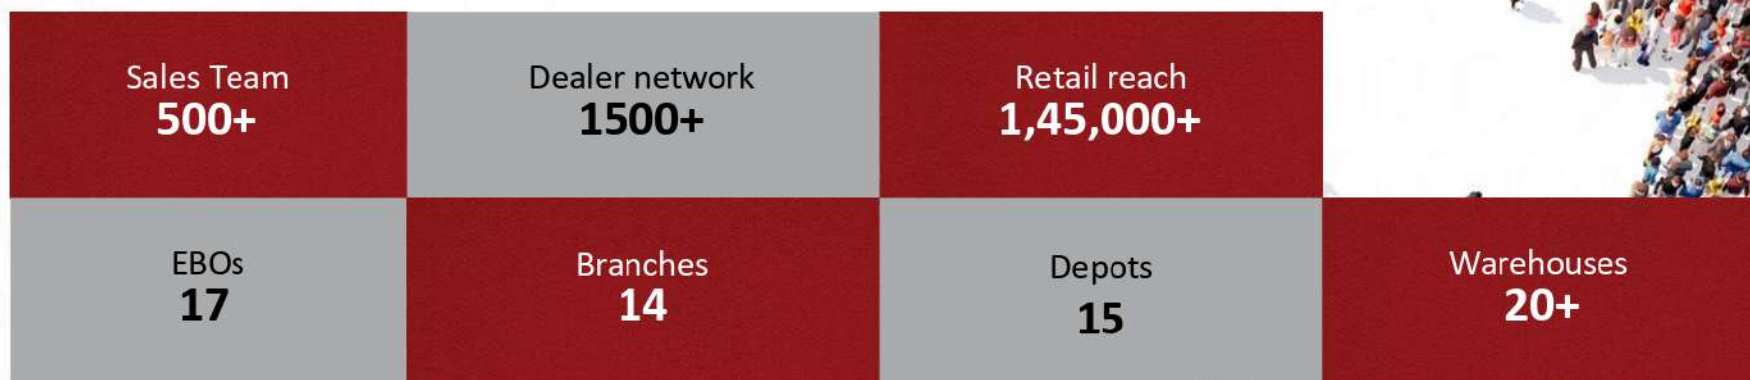 Sales Team
500+
Dealer network
1500+
Retail reach
1,45,000+
EBOs
17
Branches
14
Depots
15
Warehouses
20+